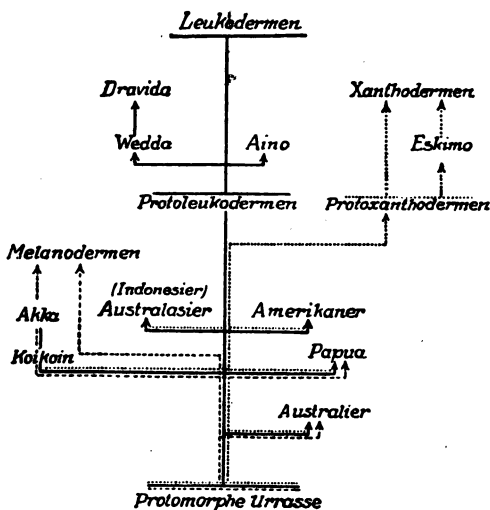 Leukodermen
Dravida
Xanthodermen
Wedda
Aino
Eskimo
Protoleukodermen
Protoxanthodermen
Melanodermen
(Indonesier)
Australasier
Amerikaner
Akka
Koikoin
Papua
Australier
Protomorphe Urrasse